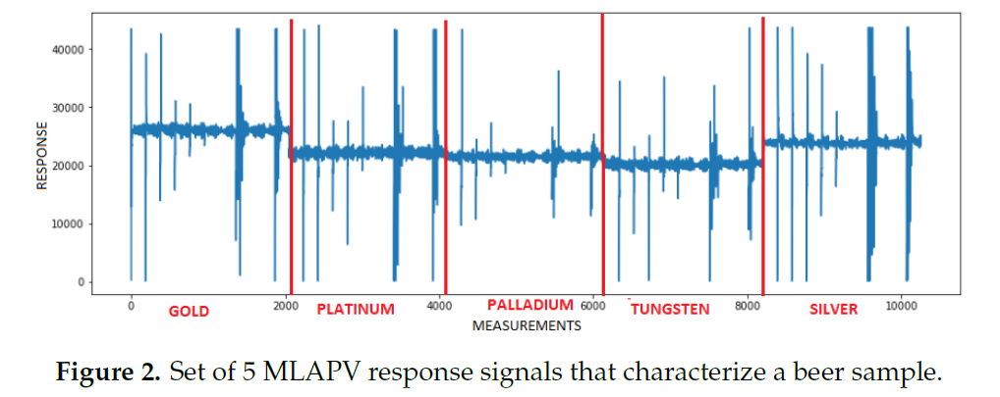 40000
30000
20000
10000
0
RESPONSE
0 2000 4000 6000 8000 10000
GOLD PLATINUM PALLADIUM TUNGSTEN SILVER
MEASUREMENTS
Figure 2. Set of 5 MLAPV response signals that characterize a beer sample.